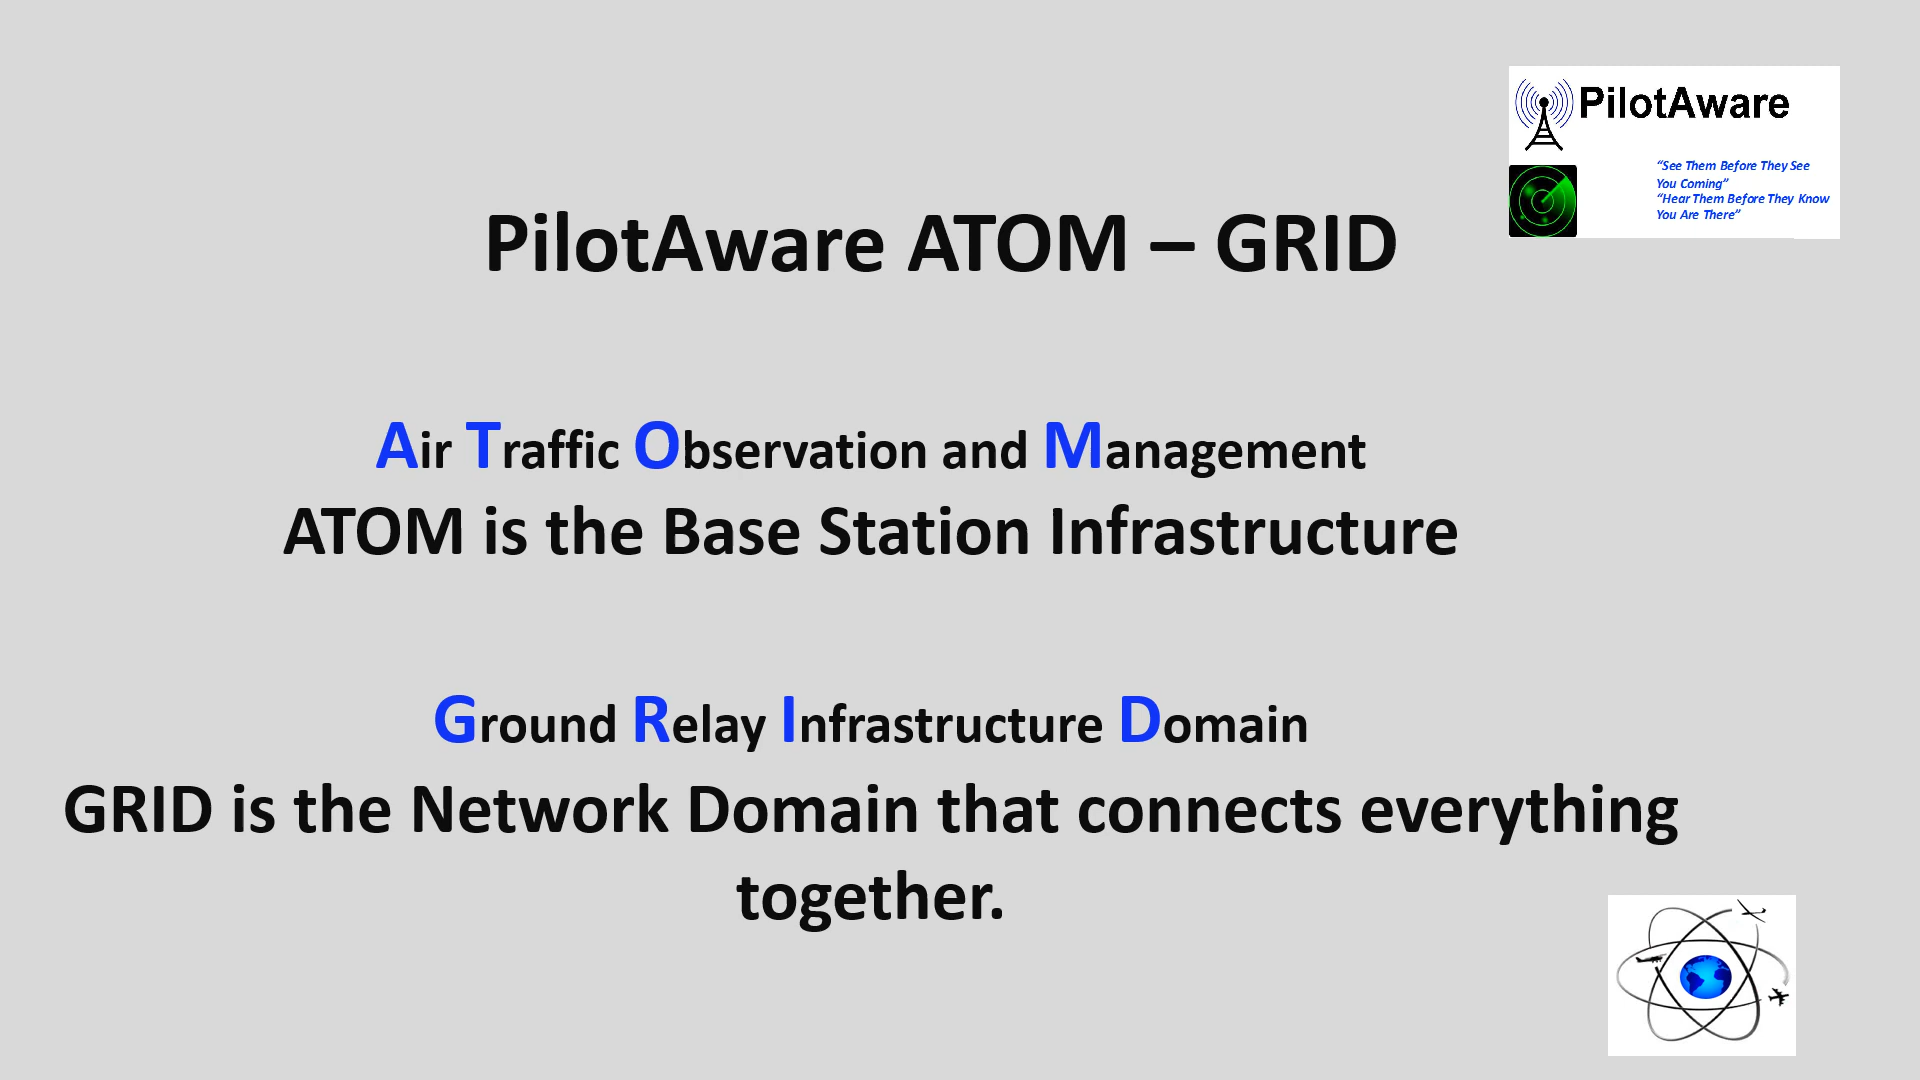 PilotAware
“See Them Before They See
You Coming”
“Hear Them Before They Know
You Are There”
PilotAware ATOM – GRID
Air Traffic Observation and Management
ATOM is the Base Station Infrastructure
Ground Relay Infrastructure Domain
GRID is the Network Domain that connects everything
together.